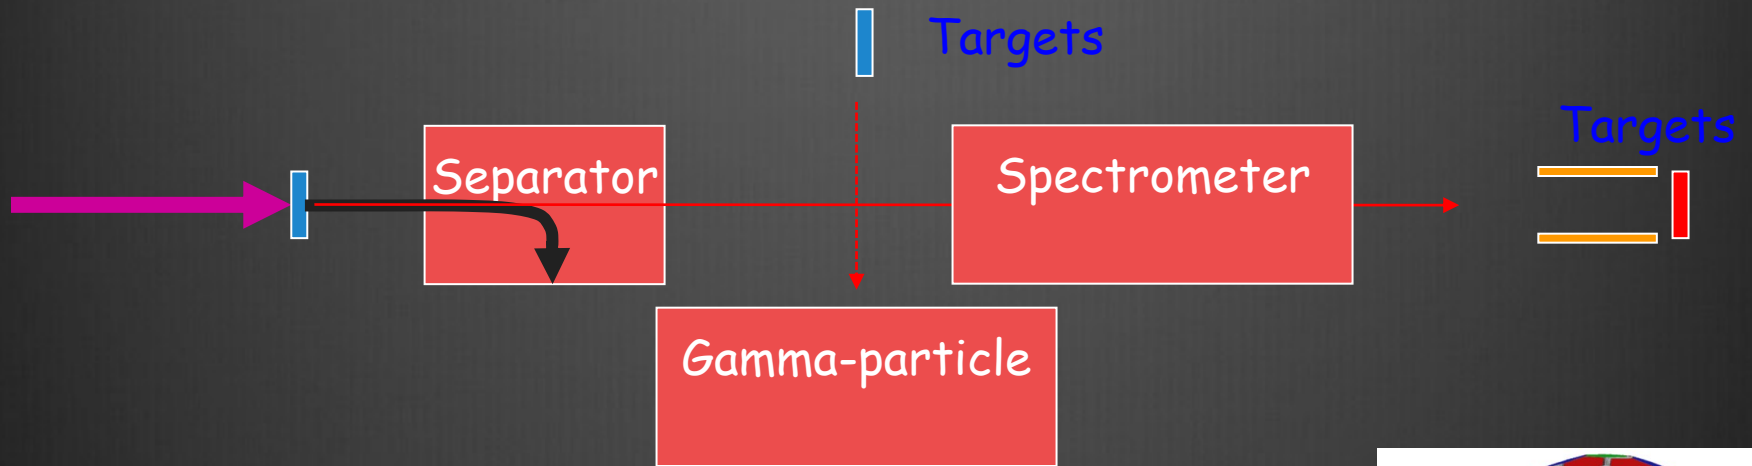 Targets
Targets
Separator
Spectrometer
Gamma-particle